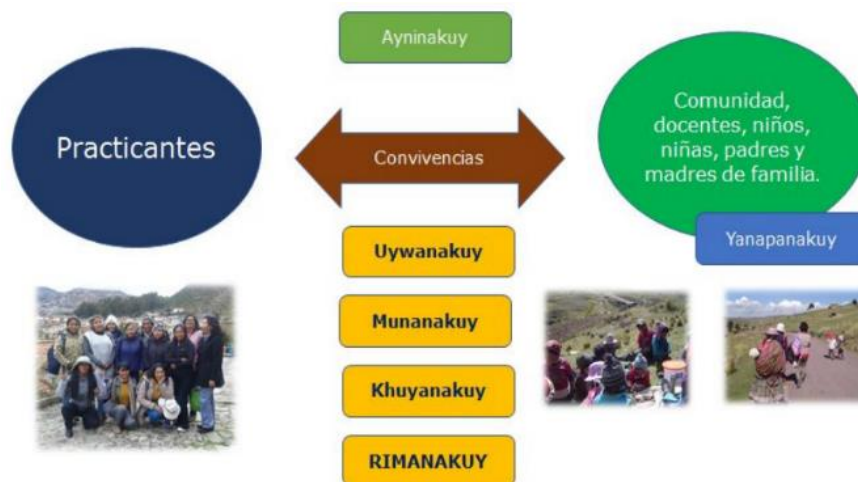 Ayninakuy
Practicantes
Convivencias
Comunidad,
docentes, niños,
niñas, padres y
madres de familia.
Yanapanakuy
Uywanakuy
Munanakuy
Khuyanakuy
RIMANAKUY